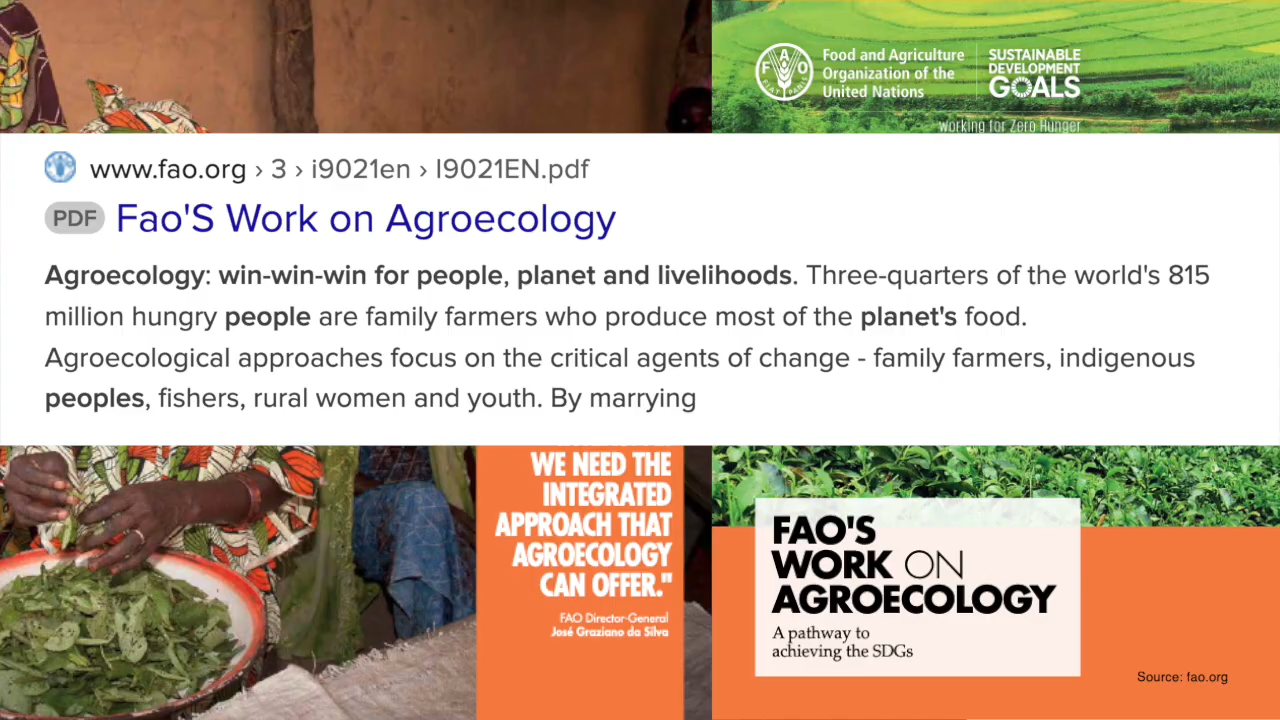 FAO
FIAT PANIS
Food and Agriculture
Organization of the
United Nations
SUSTAINABLE
DEVELOPMENT
GOALS
working for Zero Hunger
www.fao.org › 3 › i9021en › I9021EN.pdf
PDF Fao'S Work on Agroecology
Agroecology: win-win-win for people, planet and livelihoods. Three-quarters of the world's 815
million hungry people are family farmers who produce most of the planet's food.
Agroecological approaches focus on the critical agents of change - family farmers, indigenous
peoples, fishers, rural women and youth. By marrying
WE NEED THE
INTEGRATED
APPROACH THAT
AGROECOLOGY
CAN OFFER."
FAO Director-General
José Graziano da Silva
FAO'S
WORK ON
AGROECOLOGY
A pathway to
achieving the SDGs
Source: fao.org